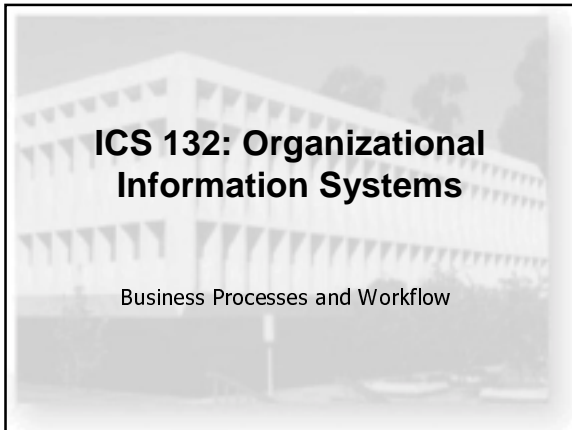 ICS 132: Organizational
Information Systems
Business Processes and Workflow